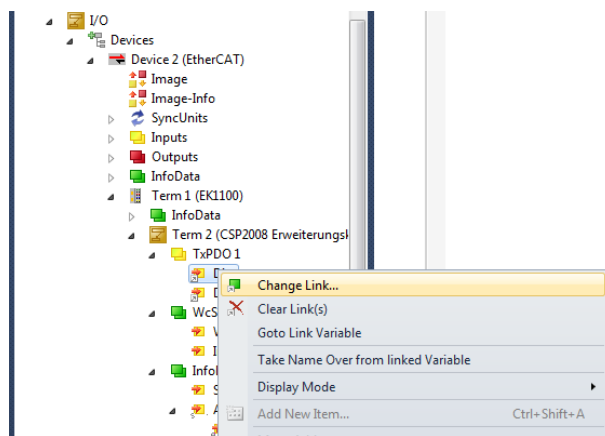 I/O
Devices
Device 2 (EtherCAT)
Image
Image-Info
SyncUnits
Inputs
Outputs
InfoData
Term 1 (EK1100)
InfoData
Term 2 (CSP2008 Erweiterungsk
TxPDO 1
Change Link...
Clear Link(s)
Goto Link Variable
Take Name Over from linked Variable
Display Mode
Add New Item... Ctrl+Shift+A